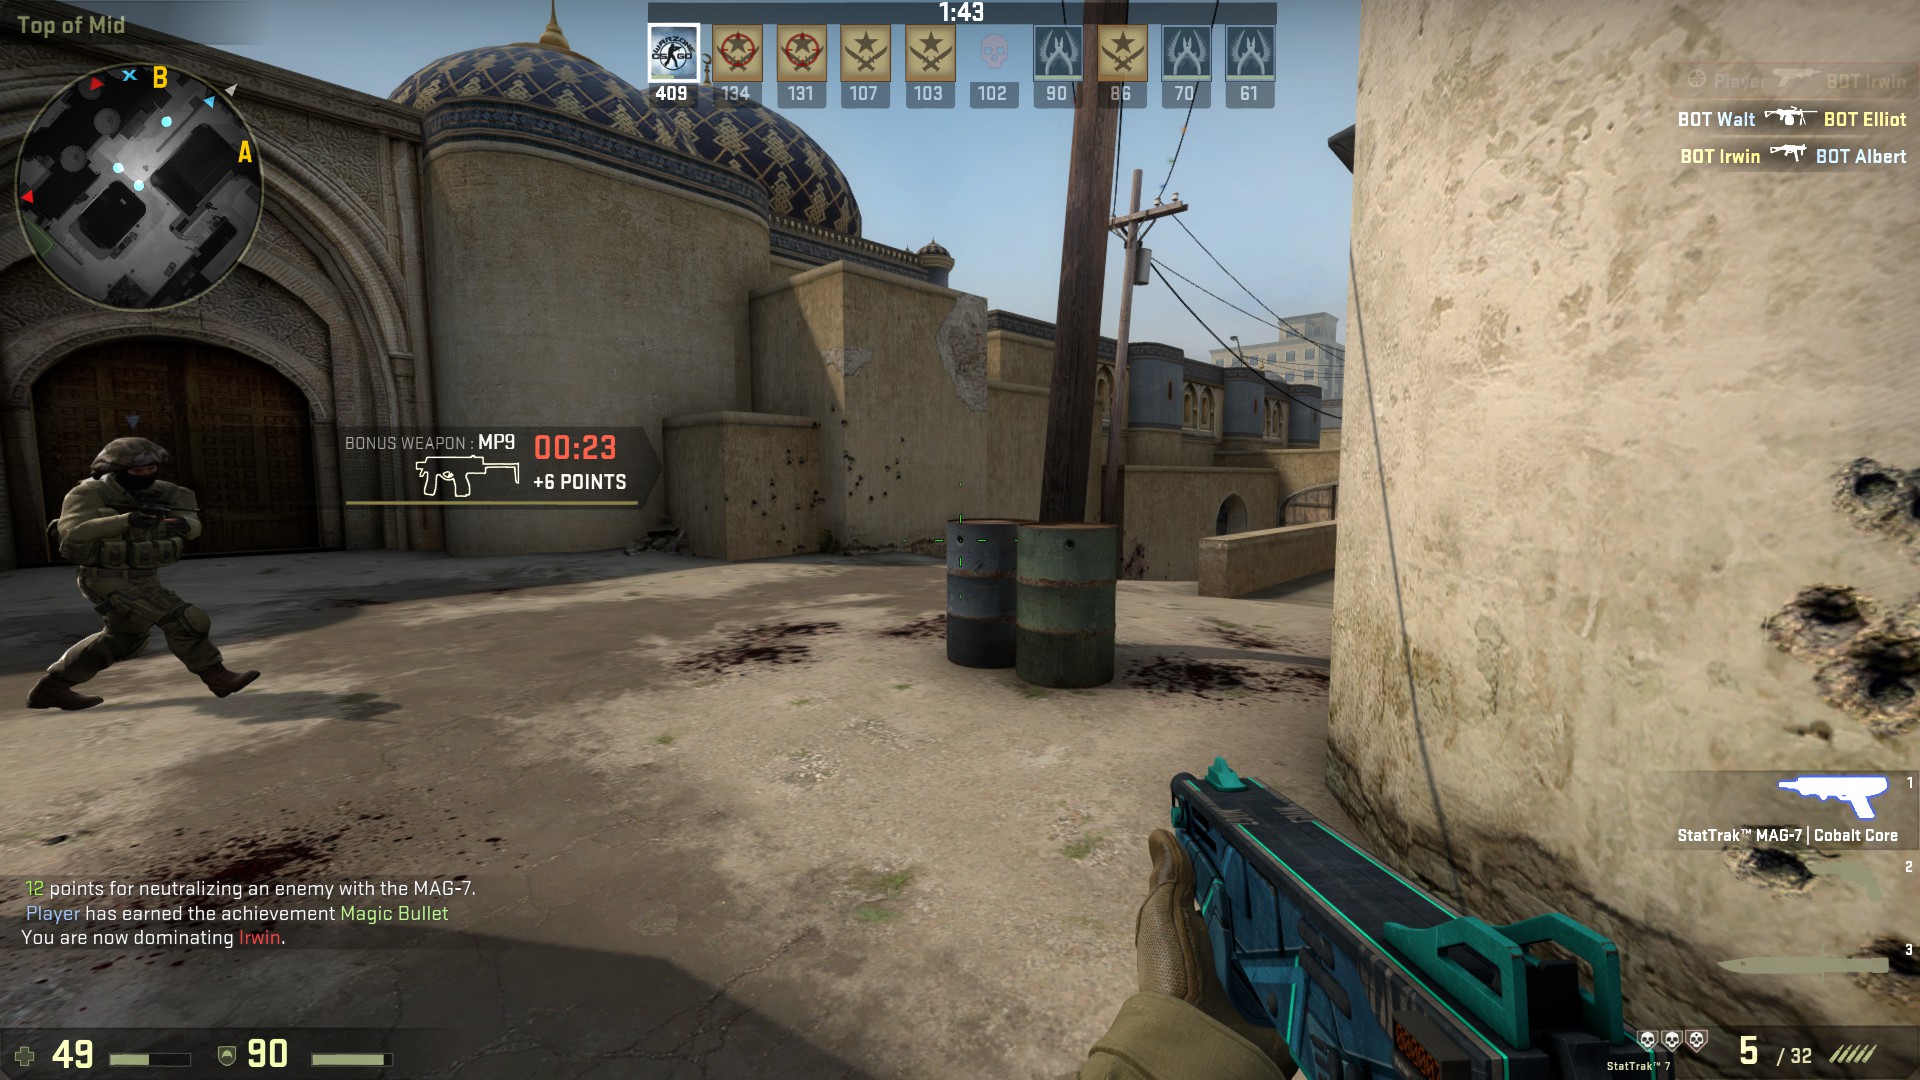 Top of Mid
1:43
B
A
409 134 131 107 103 102 90 86 70 61
Player BOT Irwin
BOT Walt BOT Elliot
BOT Irwin BOT Albert
BONUS WEAPON : MP9 00:23
+6 POINTS
1
StatTrak™ MAG-7 | Cobalt Core
2
12 points for neutralizing an enemy with the MAG-7.
Player has earned the achievement Magic Bullet
You are now dominating Irwin.
3
49 90
StatTrak™ 7
5 / 32